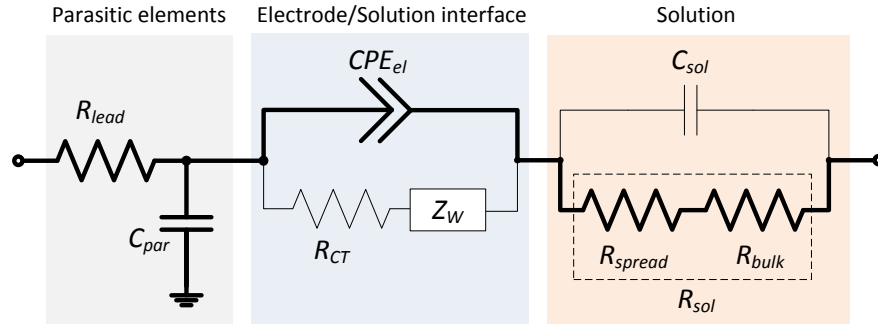 Parasitic elements Electrode/Solution interface Solution
CPE_el
C_sol
R_lead
C_par
R_CT
Z_W
R_spread
R_bulk
R_sol